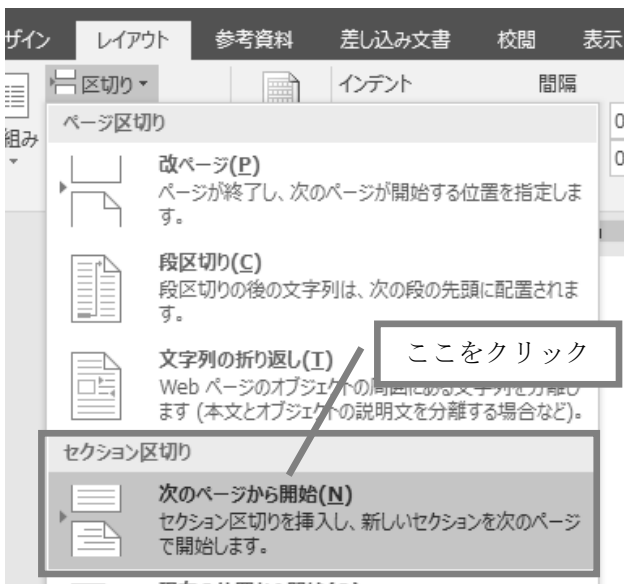 ザイン レイアウト 参考資料 差し込み文書 校閲 表示
区切り インデント 間隔
組み
ページ区切り
改ページ(P)
ページが終了し、次のページが開始する位置を指定しま
す。
段区切り(C)
段区切りの後の文字列は、次の段の先頭に配置されま
す。
ここをクリック
文字列の折り返し(T)
Web ページのオブジェクトの周囲にある文字列を分離し
ます (本文とオブジェクトの説明文を分離する場合など)。
セクション区切り
次のページから開始(N)
セクション区切りを挿入し、新しいセクションを次のページ
で開始します。